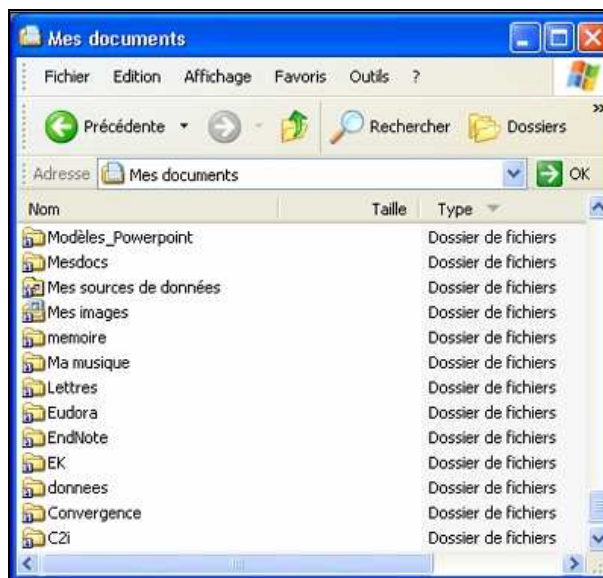 Mes documents
Fichier Edition Affichage Favoris Outils ?
Précédente Rechercher Dossiers »
Adresse Mes documents OK
Nom Taille Type
Modèles_Powerpoint Dossier de fichiers
Mesdocs Dossier de fichiers
Mes sources de données Dossier de fichiers
Mes images Dossier de fichiers
memoire Dossier de fichiers
Ma musique Dossier de fichiers
Lettres Dossier de fichiers
Eudora Dossier de fichiers
EndNote Dossier de fichiers
EK Dossier de fichiers
donnees Dossier de fichiers
Convergence Dossier de fichiers
C2i Dossier de fichiers